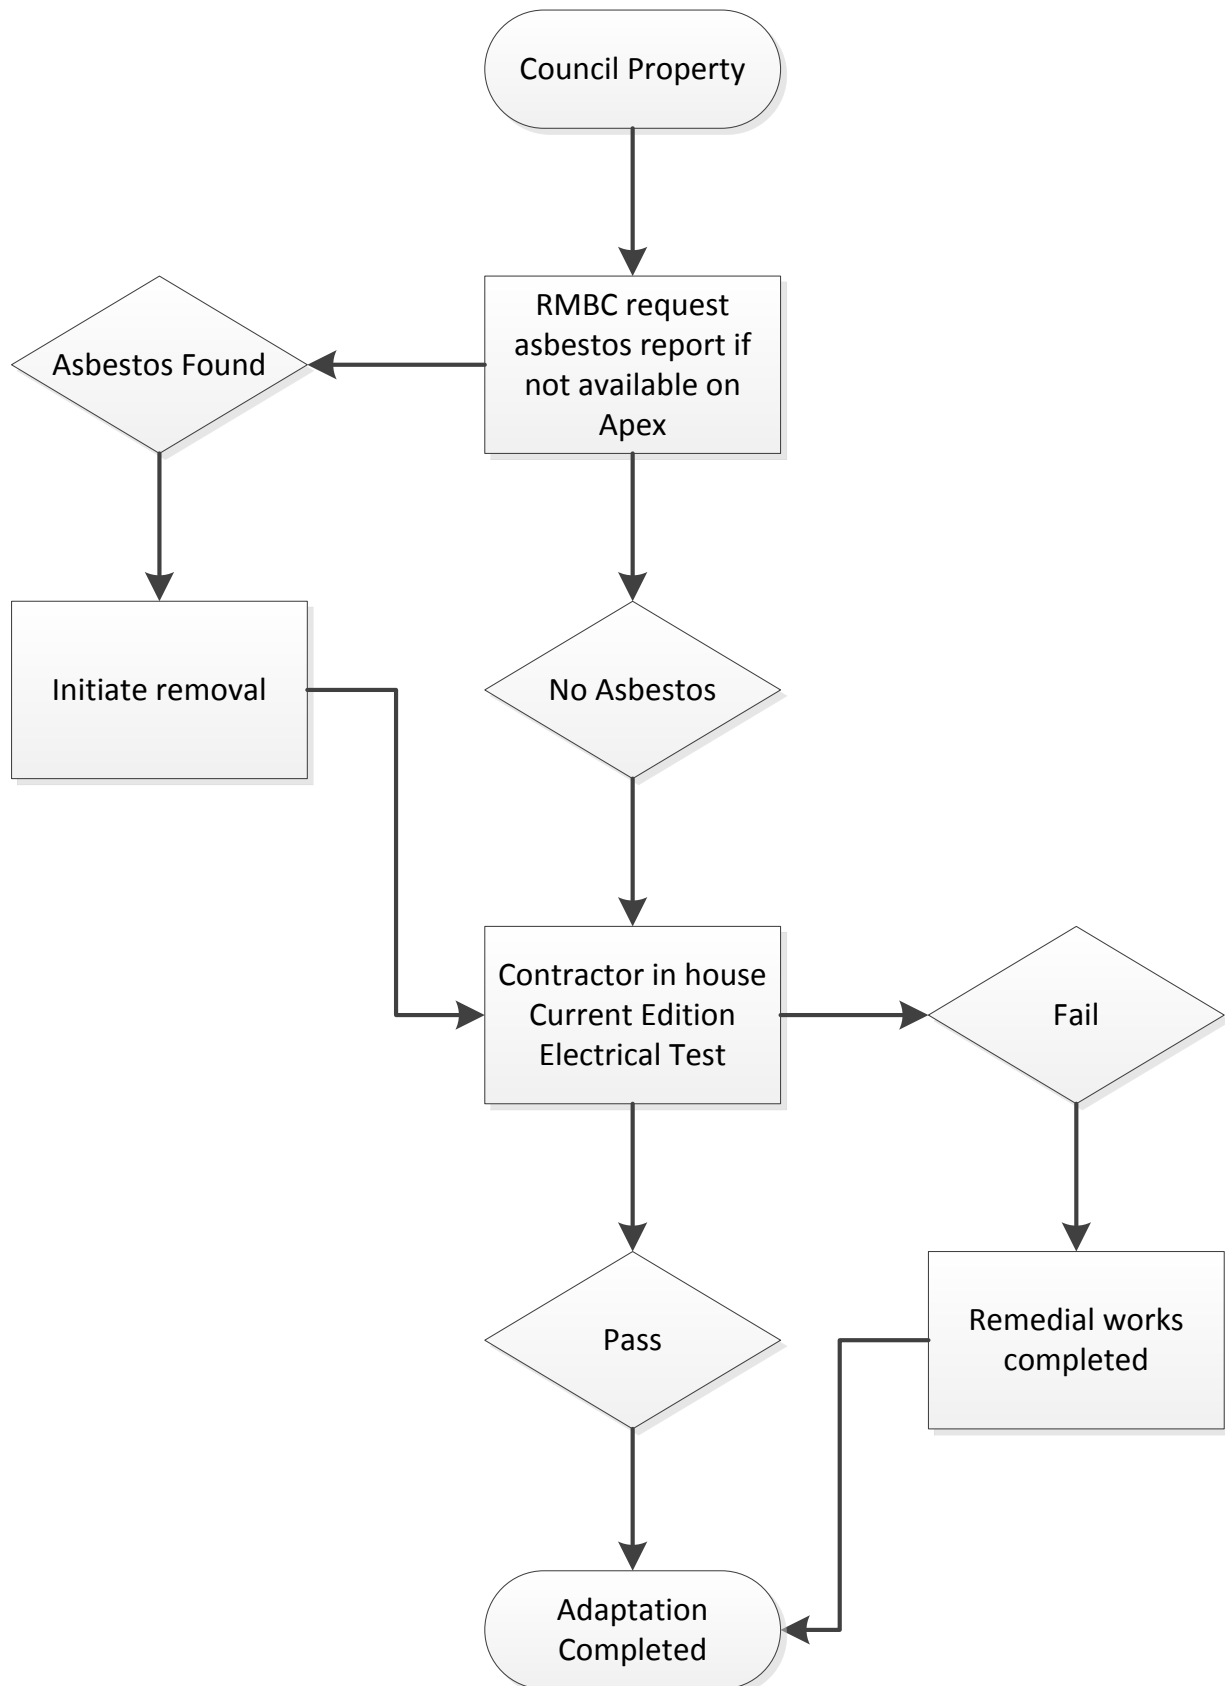 Council Property
RMBC request
asbestos report if
not available on
Apex
Asbestos Found
Initiate removal
No Asbestos
Contractor in house
Current Edition
Electrical Test
Fail
Pass
Remedial works
completed
Adaptation
Completed